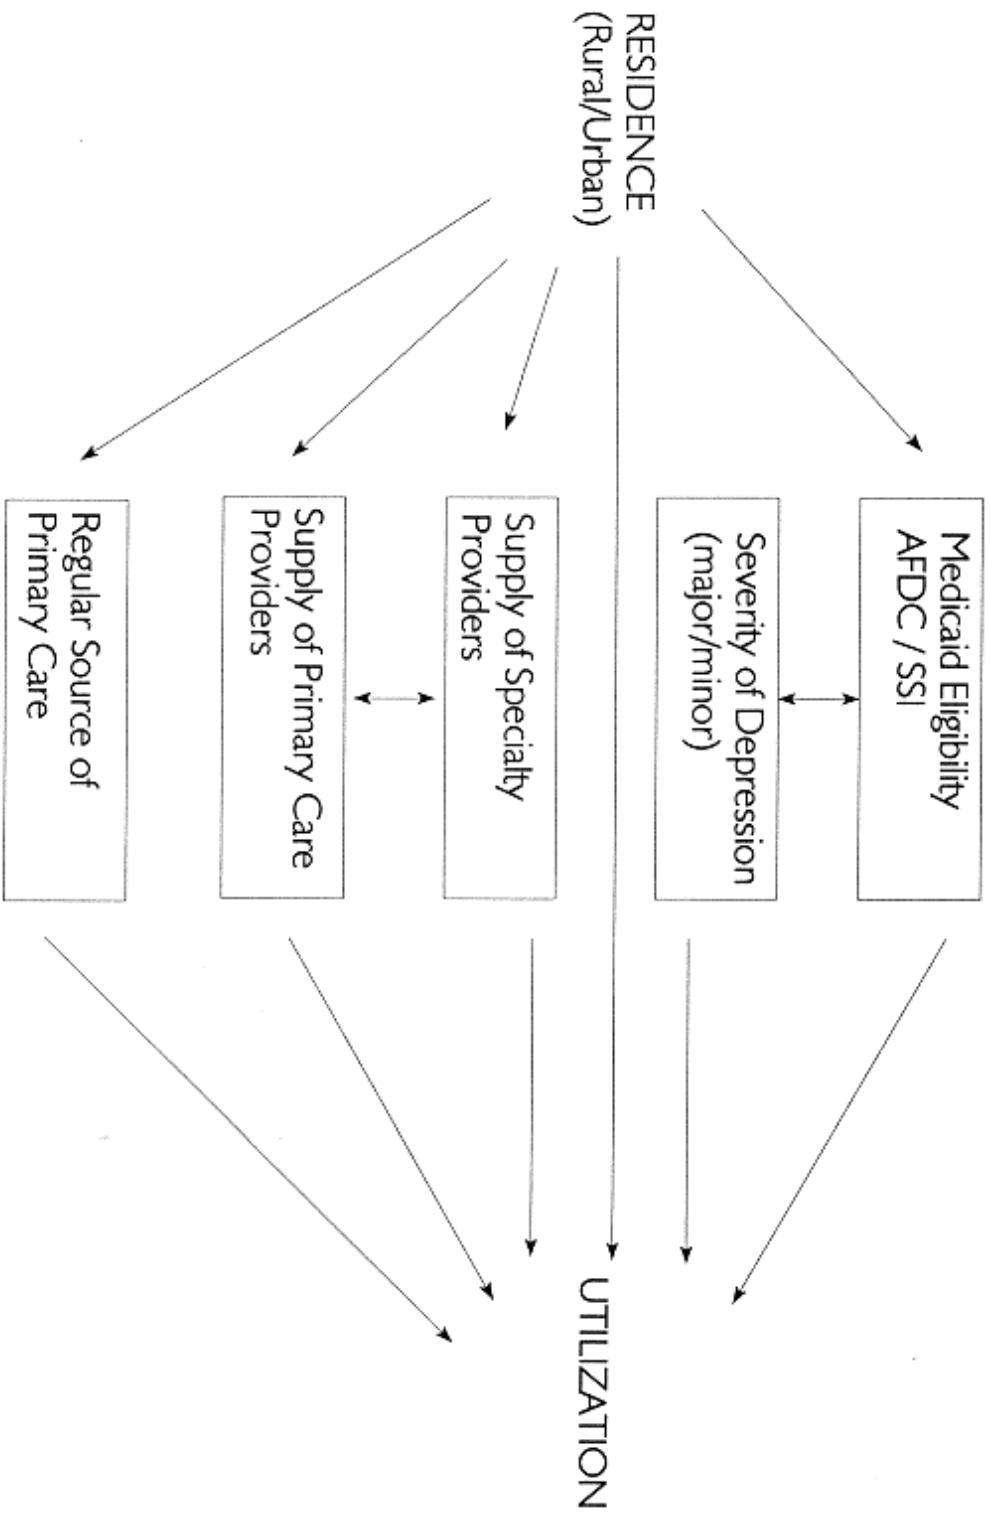 RESIDENCE
(Rural/Urban)
Medicaid Eligibility
AFDC / SSI
Severity of Depression
(major/minor)
Supply of Specialty
Providers
Supply of Primary Care
Providers
Regular Source of
Primary Care
UTILIZATION